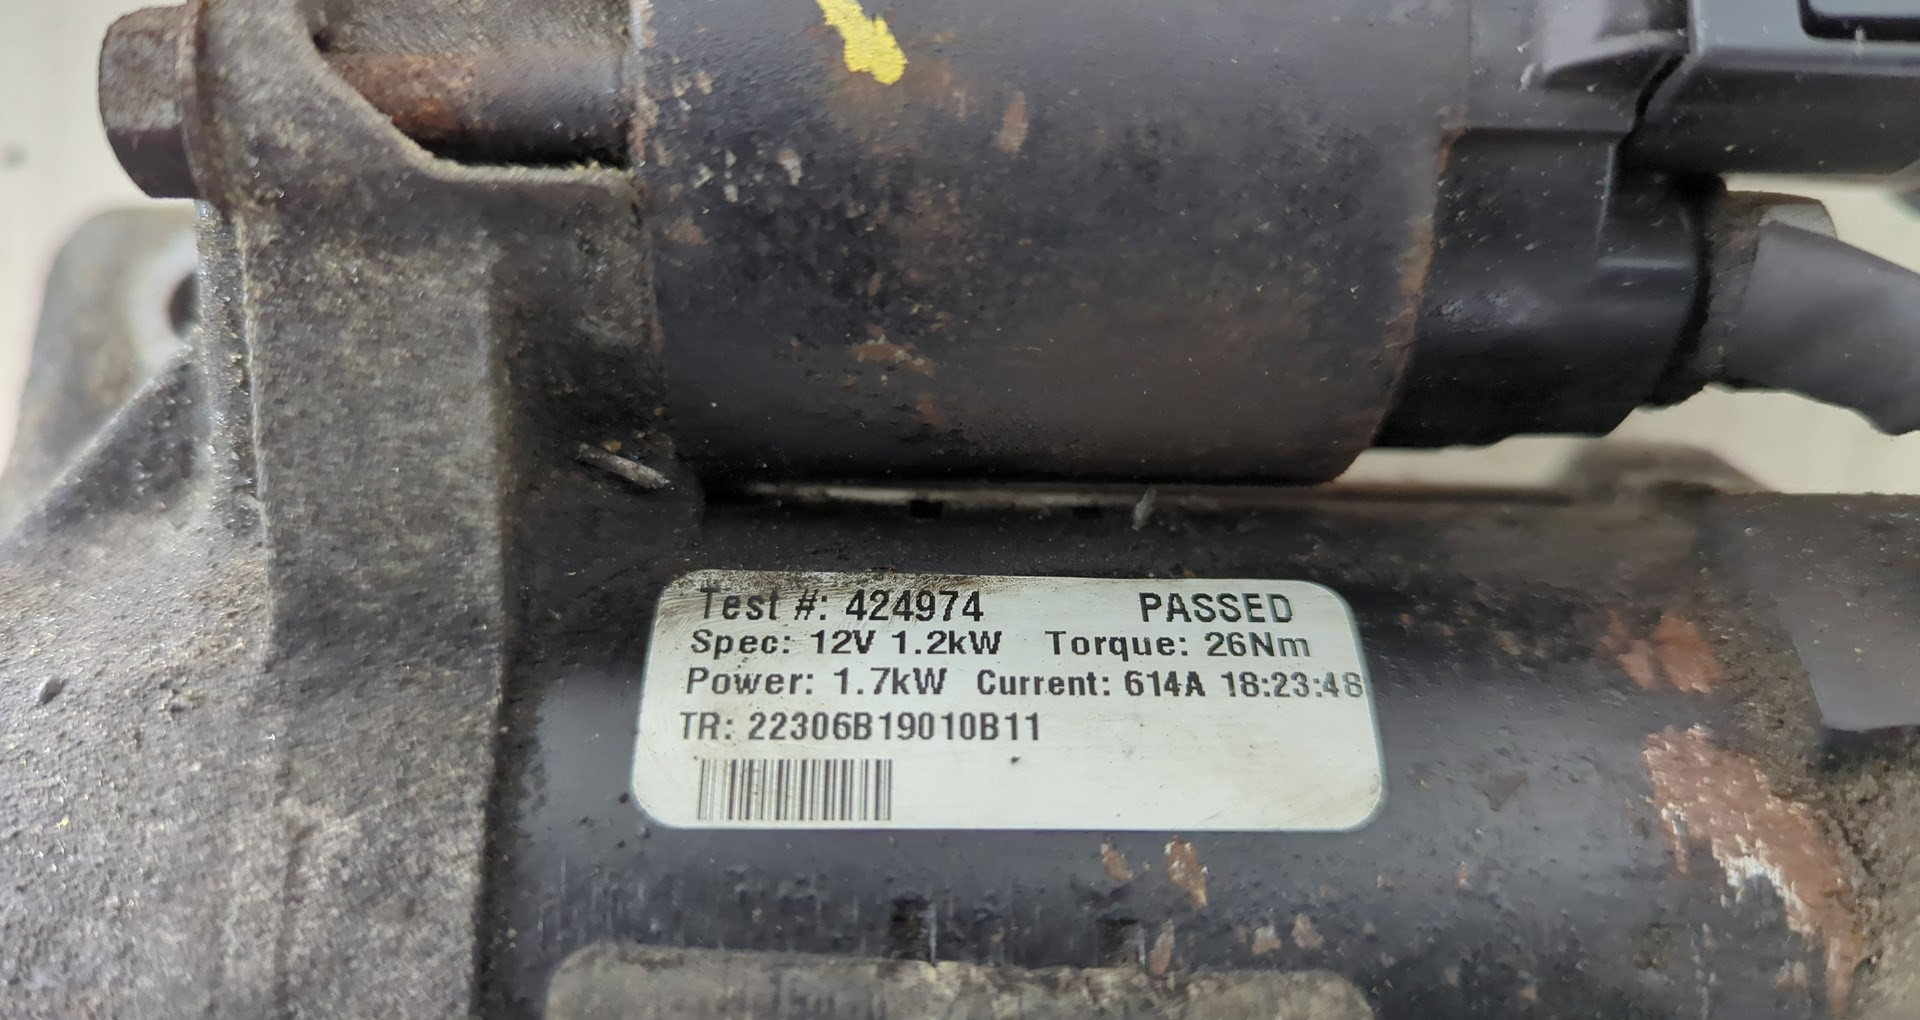 Test #: 424974 PASSED
Spec: 12V 1.2kW Torque: 26Nm
Power: 1.7kW Current: 614A 18:23:48
TR: 22306B19010B11